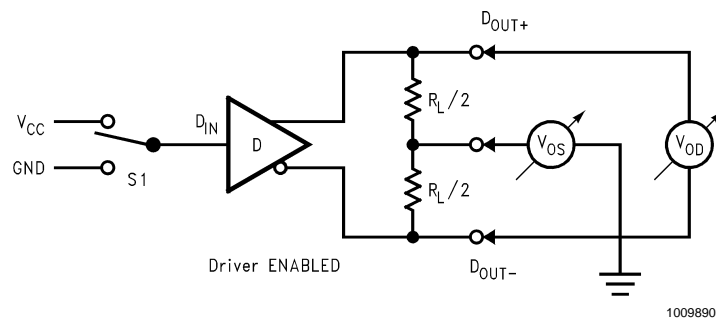 DOUT+
VCC
DIN
RL/2
D
VOS
VOD
GND
S1
RL/2
Driver ENABLED
DOUT−
1009890